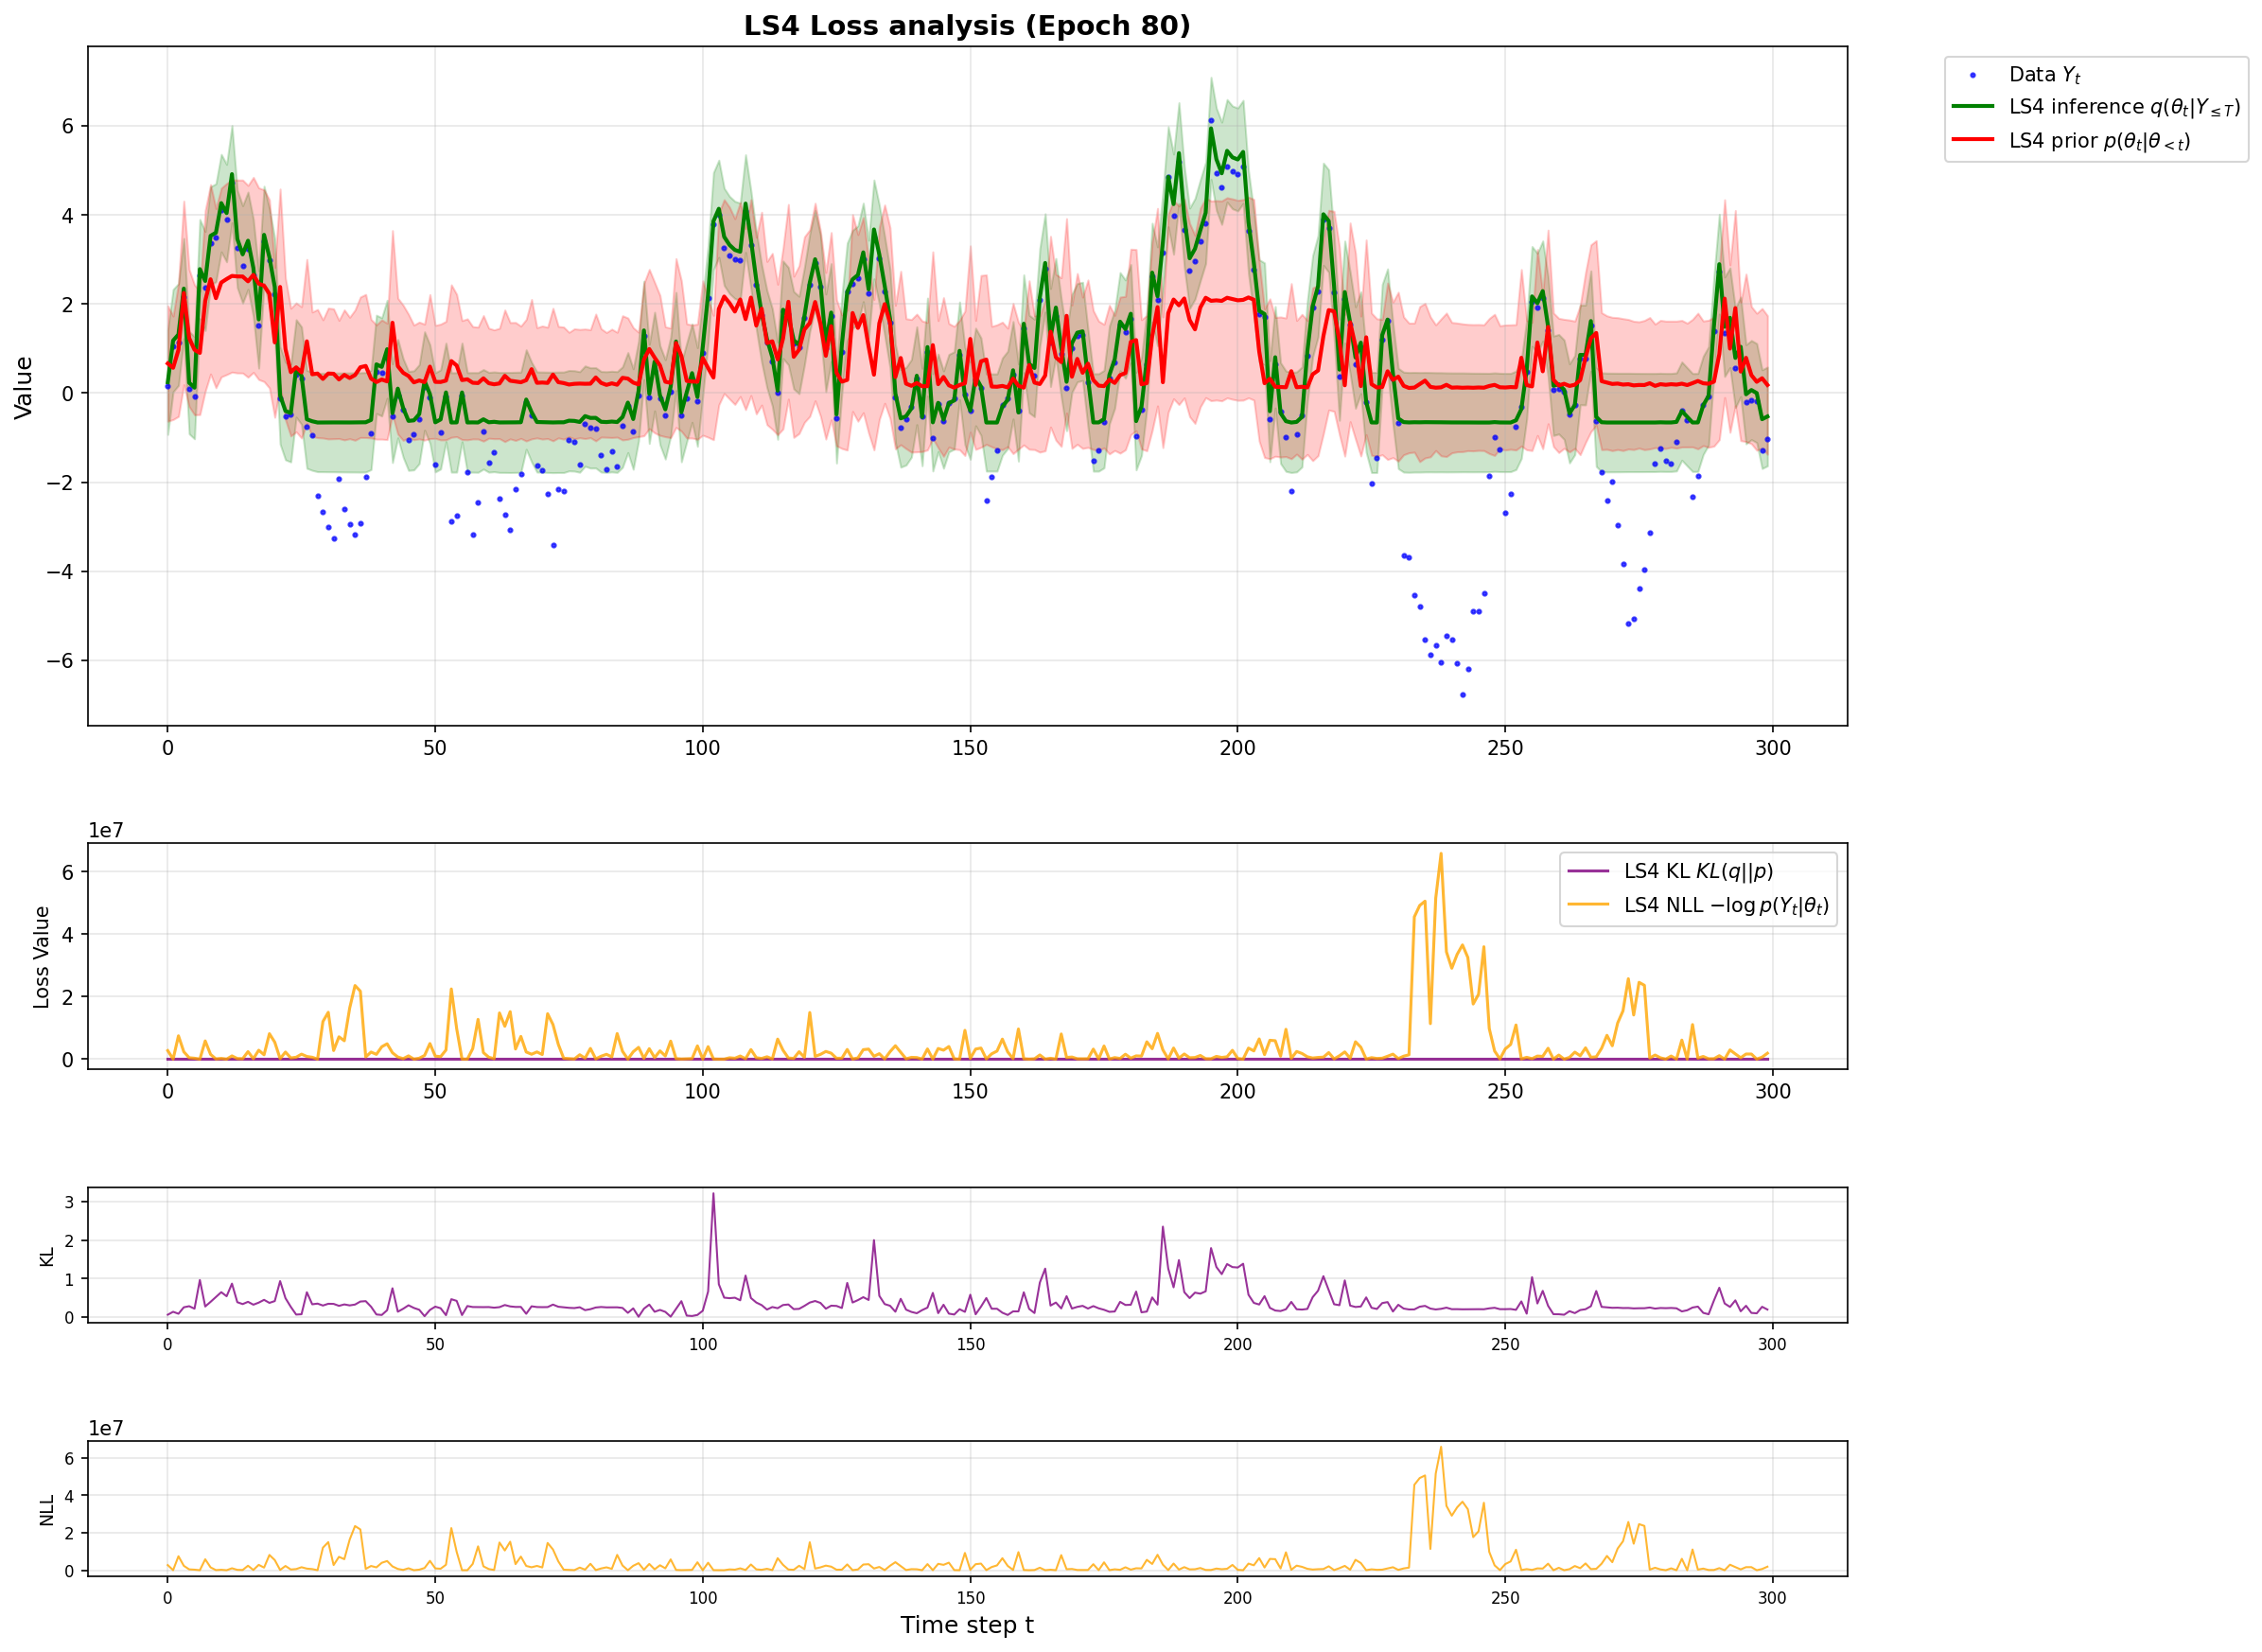 LS4 Loss analysis (Epoch 80)
Data $Y_t$
LS4 inference $q(\theta_t|Y_{\leq T})$
LS4 prior $p(\theta_t|\theta_{<t})$
Value
6
4
2
0
−2
−4
−6
0 50 100 150 200 250 300
1e7
Loss Value
6
4
2
0
LS4 KL $KL(q||p)$
LS4 NLL $-\log p(Y_t|\theta_t)$
0 50 100 150 200 250 300
KL
3
2
1
0
0 50 100 150 200 250 300
1e7
NLL
6
4
2
0
0 50 100 150 200 250 300
Time step t